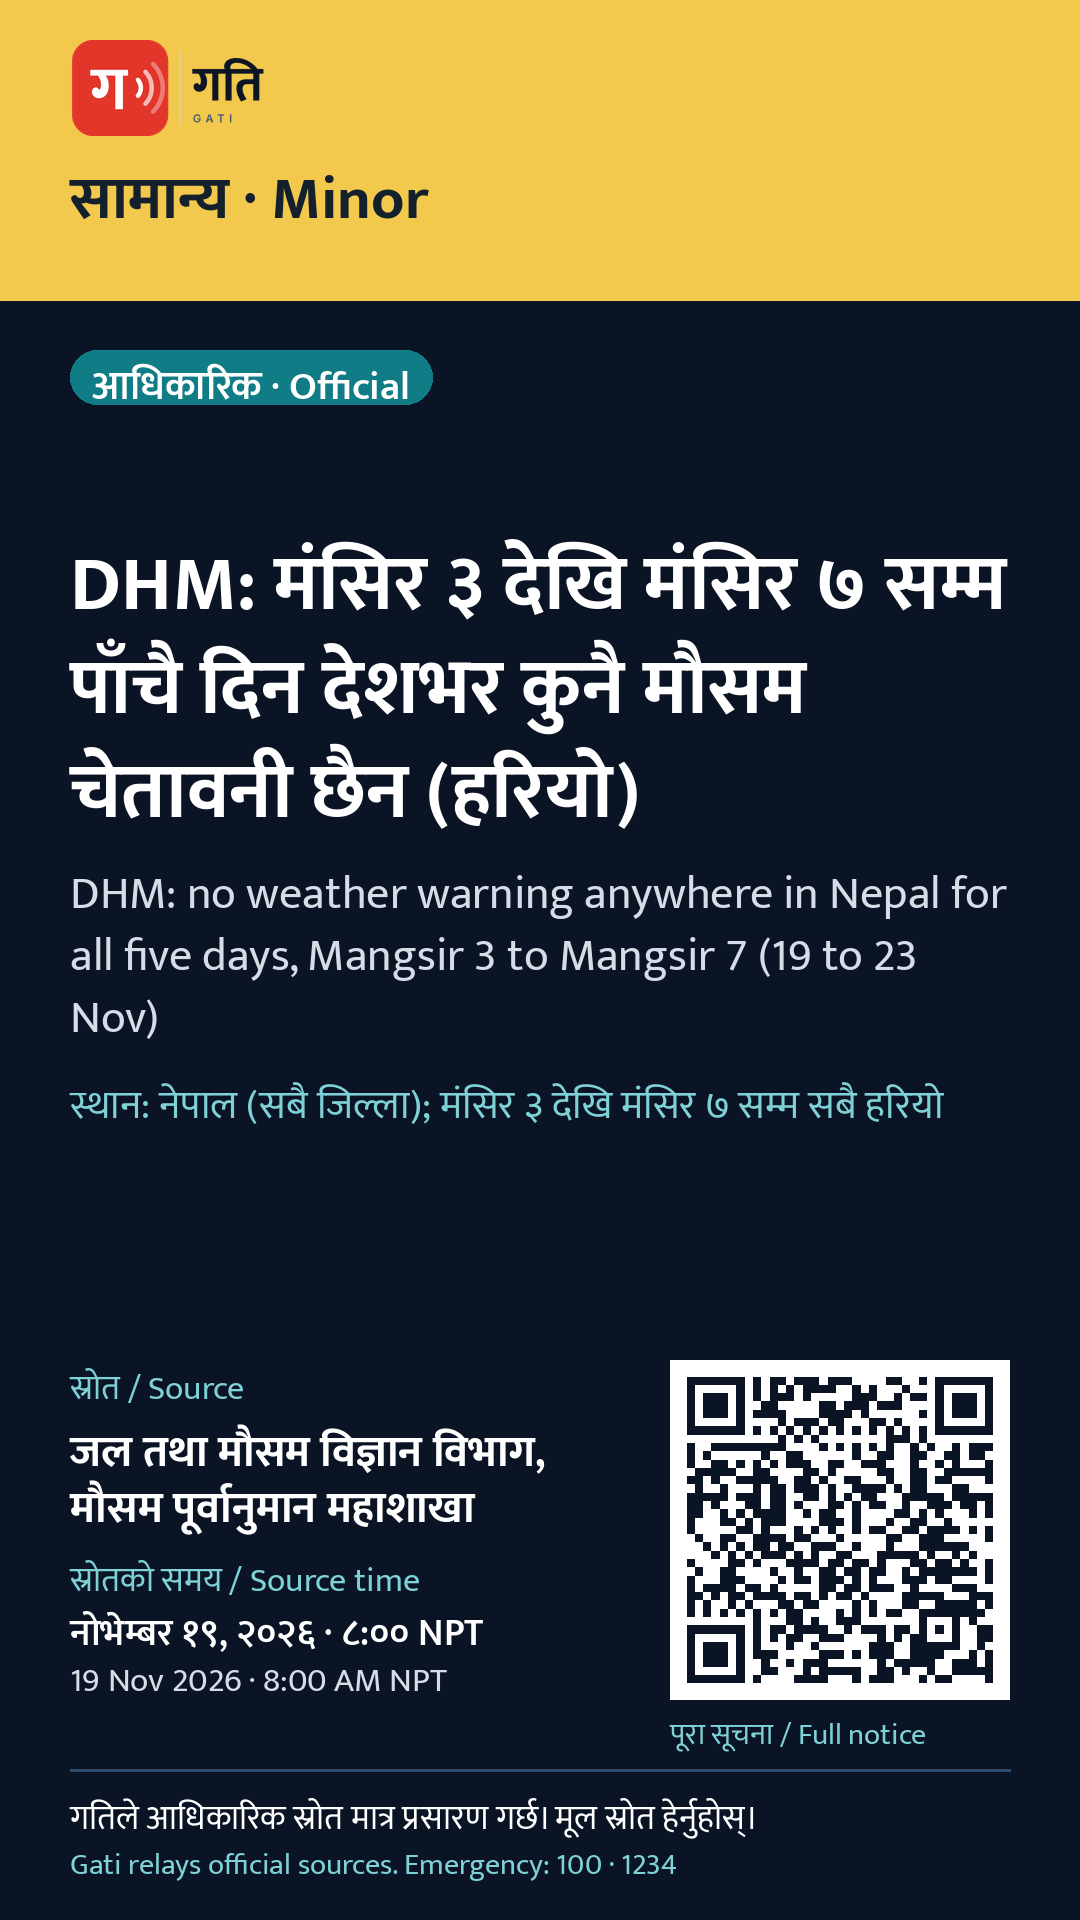 ग
गति
GATI
सामान्य · Minor
आधिकारिक · Official
DHM: मंसिर ३ देखि मंसिर ७ सम्म
पाँचै दिन देशभर कुनै मौसम
चेतावनी छैन (हरियो)
DHM: no weather warning anywhere in Nepal for
all five days, Mangsir 3 to Mangsir 7 (19 to 23
Nov)
स्थान: नेपाल (सबै जिल्ला); मंसिर ३ देखि मंसिर ७ सम्म सबै हरियो
स्रोत / Source
जल तथा मौसम विज्ञान विभाग,
मौसम पूर्वानुमान महाशाखा
स्रोतको समय / Source time
नोभेम्बर १९, २०२६ · ८:०० NPT
19 Nov 2026 · 8:00 AM NPT
पूरा सूचना / Full notice
गतिले आधिकारिक स्रोत मात्र प्रसारण गर्छ। मूल स्रोत हेर्नुहोस्।
Gati relays official sources. Emergency: 100 · 1234